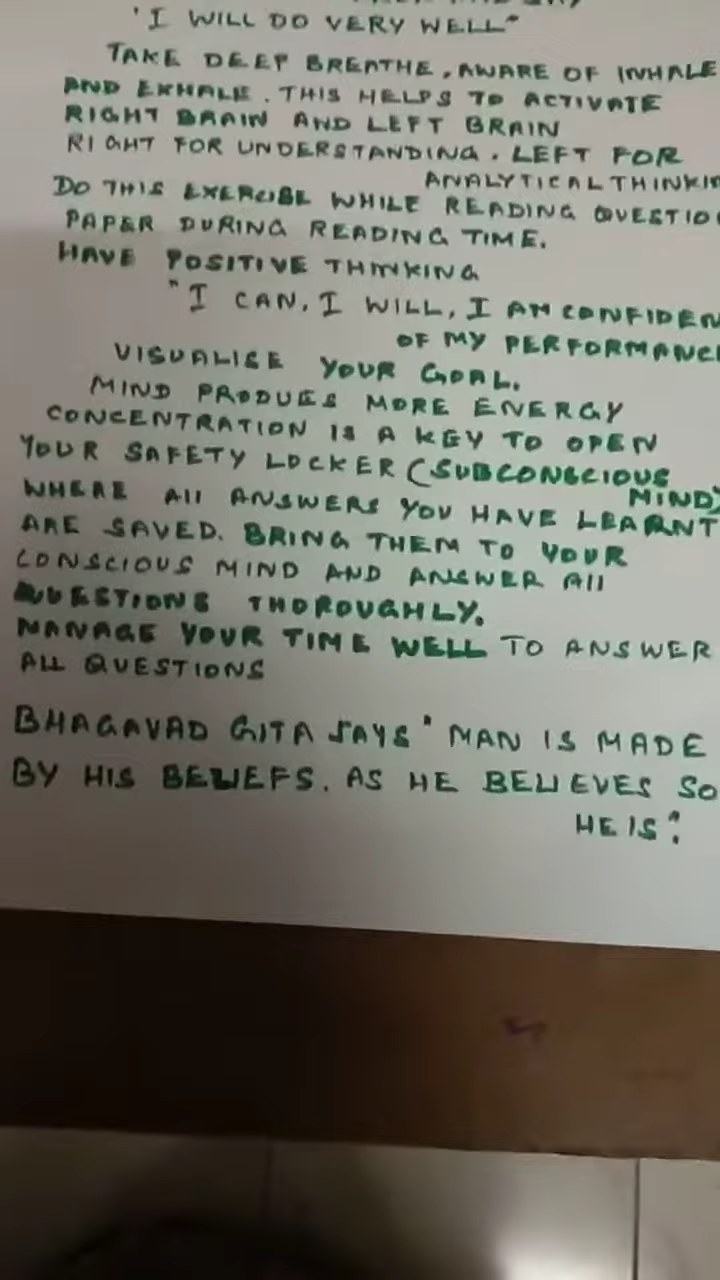 'I WILL DO VERY WELL"
TAKE DEEP BREATHE, AWARE OF INHALE
AND EXHALE. THIS HELPS TO ACTIVATE
RIGHT BRAIN AND LEFT BRAIN
RIGHT FOR UNDERSTANDING. LEFT FOR
ANALYTICAL THINKIN
DO THIS EXERCISE WHILE READING QUESTIO
PAPER DURING READING TIME.
HAVE POSITIVE THINKING
"I CAN, I WILL, I AM CONFIDEN
OF MY PERFORMANCE
VISUALISE YOUR GOAL.
MIND PRODUES MORE ENERGY
CONCENTRATION IS A KEY TO OPEN
YOUR SAFETY LOCKER (SUBCONSCIOUS
MIND)
WHERE All ANSWERS YOU HAVE LEARNT
ARE SAVED. BRING THEM TO YOUR
CONSCIOUS MIND AND ANSWER All
QUESTIONS THOROUGHLY.
MANAGE YOUR TIME WELL TO ANSWER
ALL QUESTIONS
BHAGAVAD GITA SAYS "MAN IS MADE
BY HIS BELIEFS. AS HE BELIEVES SO
HE IS"